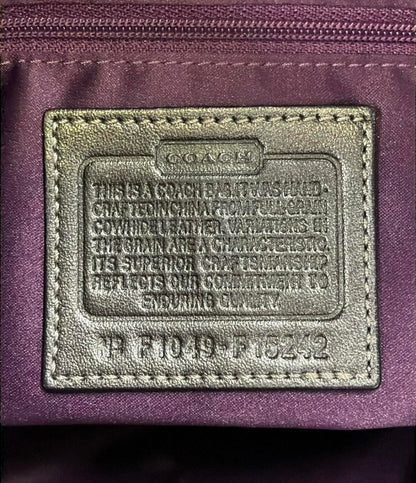 COACH
THIS IS A COACH BAG. IT WAS HAND-
CRAFTED IN CHINA FROM FULL GRAIN
COWHIDE LEATHER. VARIATIONS IN
THE GRAIN ARE A CHARACTERISTIC.
ITS SUPERIOR CRAFTSMANSHIP
REFLECTS OUR COMMITMENT TO
ENDURING QUALITY.
F1049-F15242